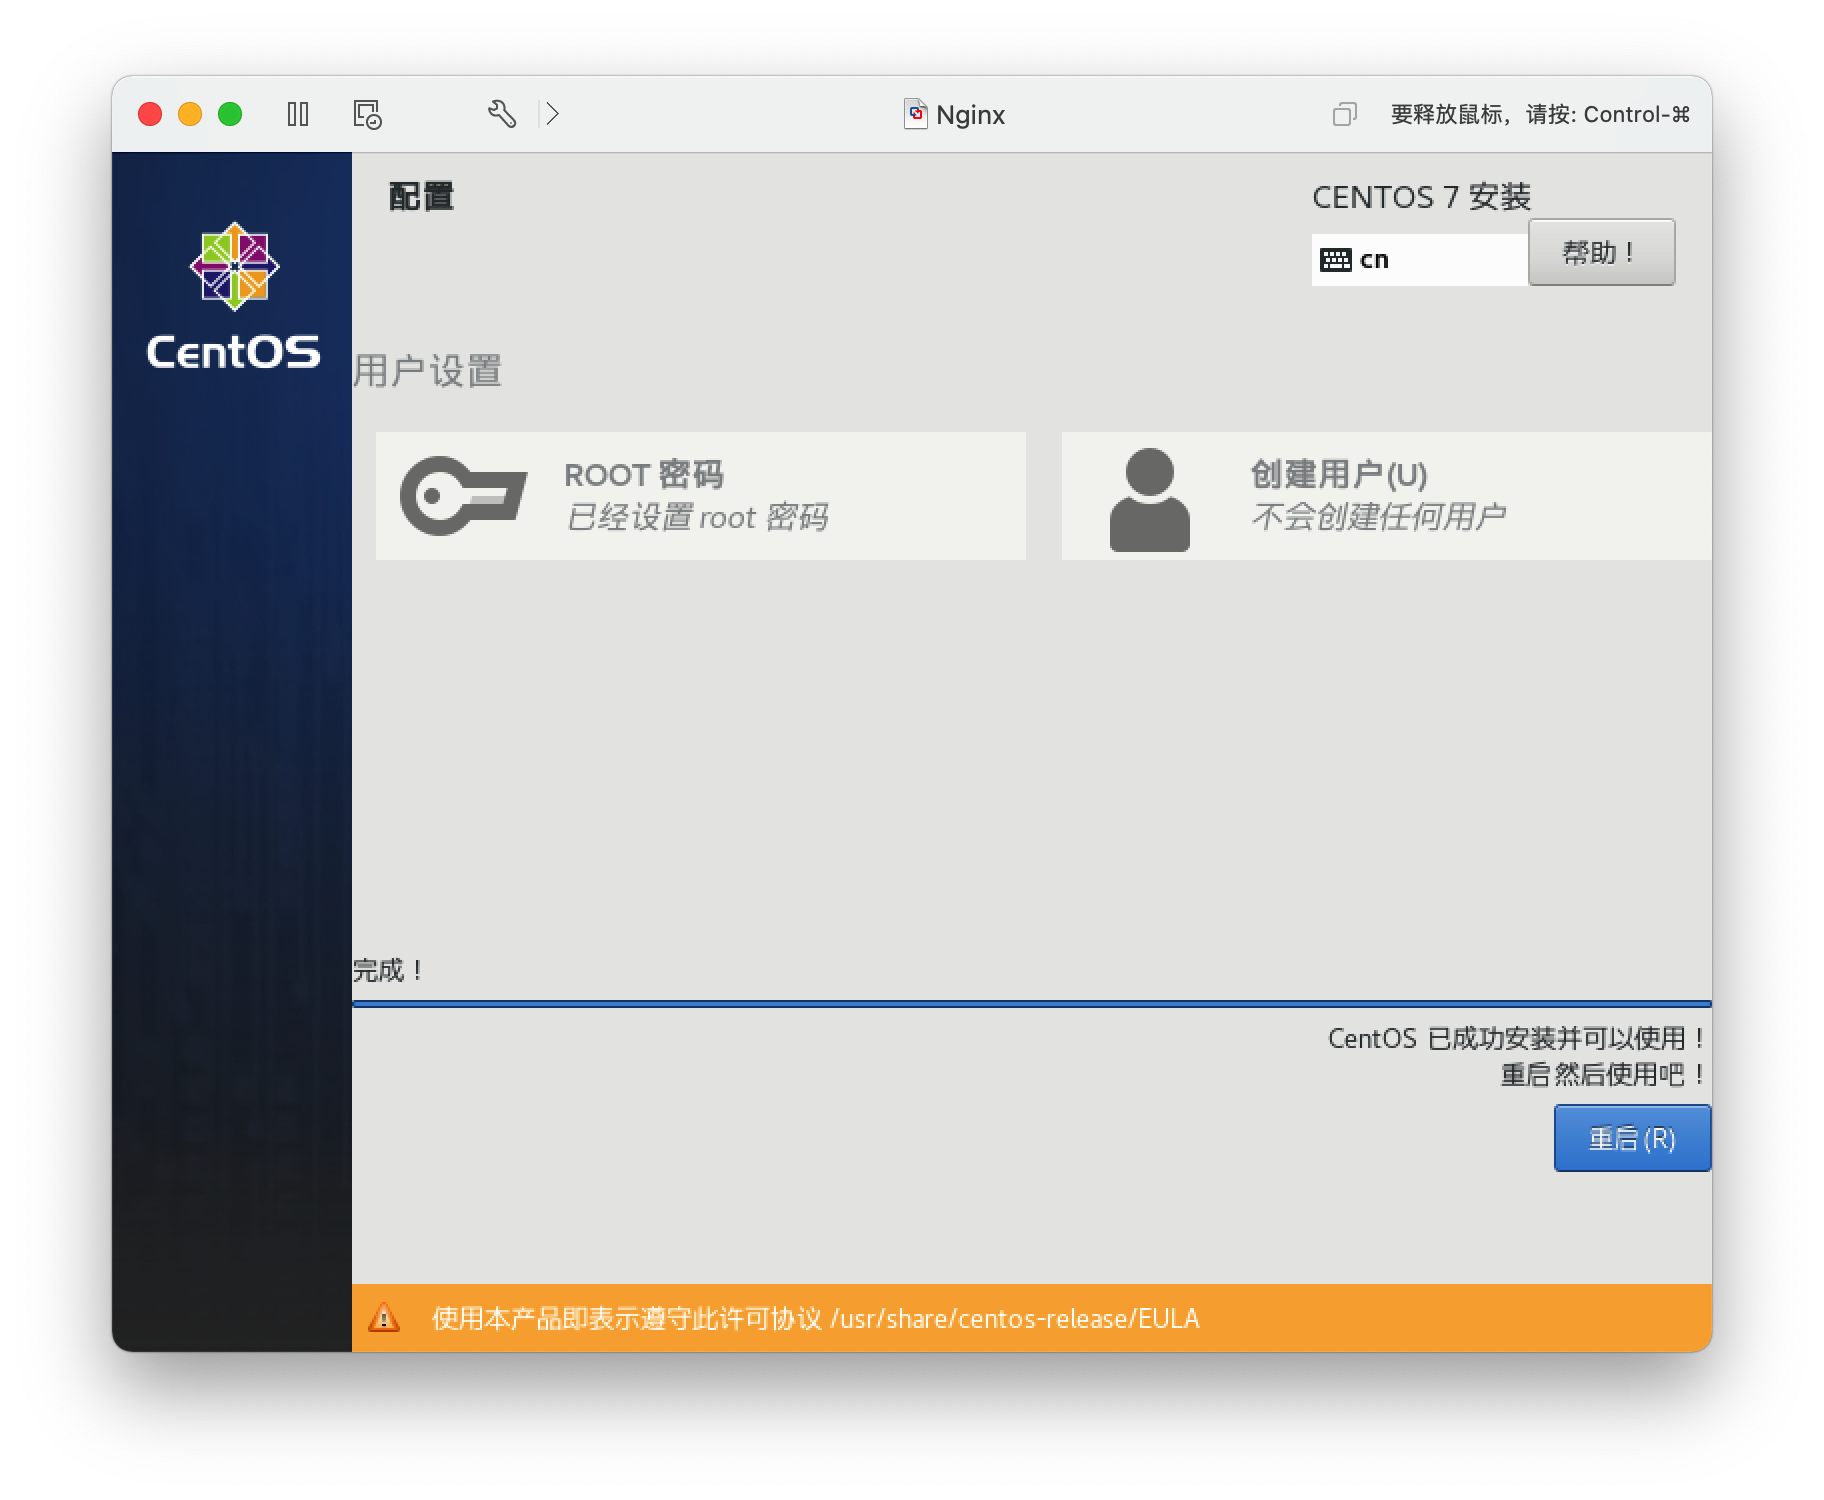 Nginx
要释放鼠标，请按: Control-⌘
CentOS
配置
CENTOS 7 安装
cn
帮助！
用户设置
ROOT 密码
已经设置 root 密码
创建用户(U)
不会创建任何用户
完成！
CentOS 已成功安装并可以使用！
重启然后使用吧！
重启(R)
使用本产品即表示遵守此许可协议 /usr/share/centos-release/EULA